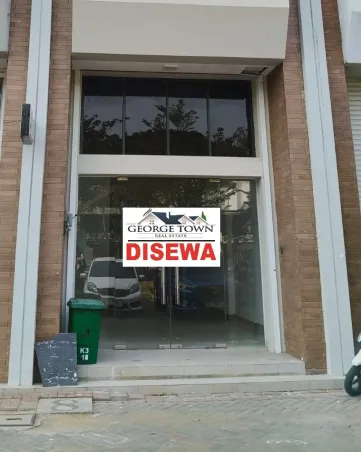 GEORGE TOWN
REAL ESTATE
DISEWA
K3
18